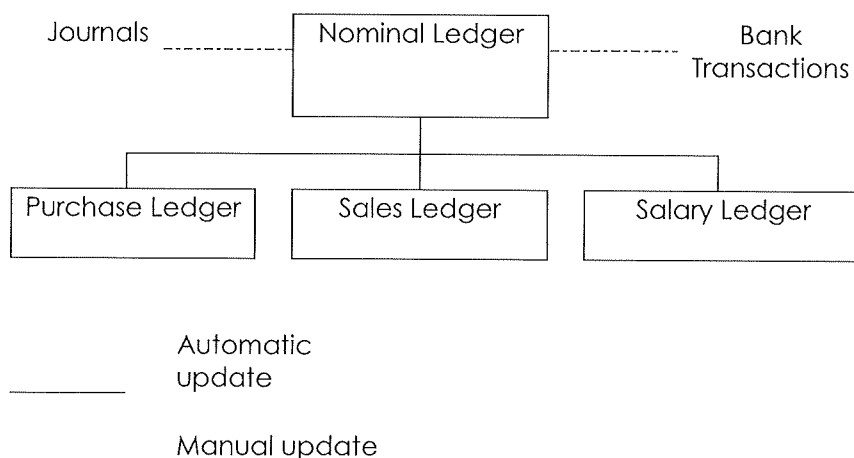 Journals
Nominal Ledger
Bank
Transactions
Purchase Ledger
Sales Ledger
Salary Ledger
Automatic
update
Manual update